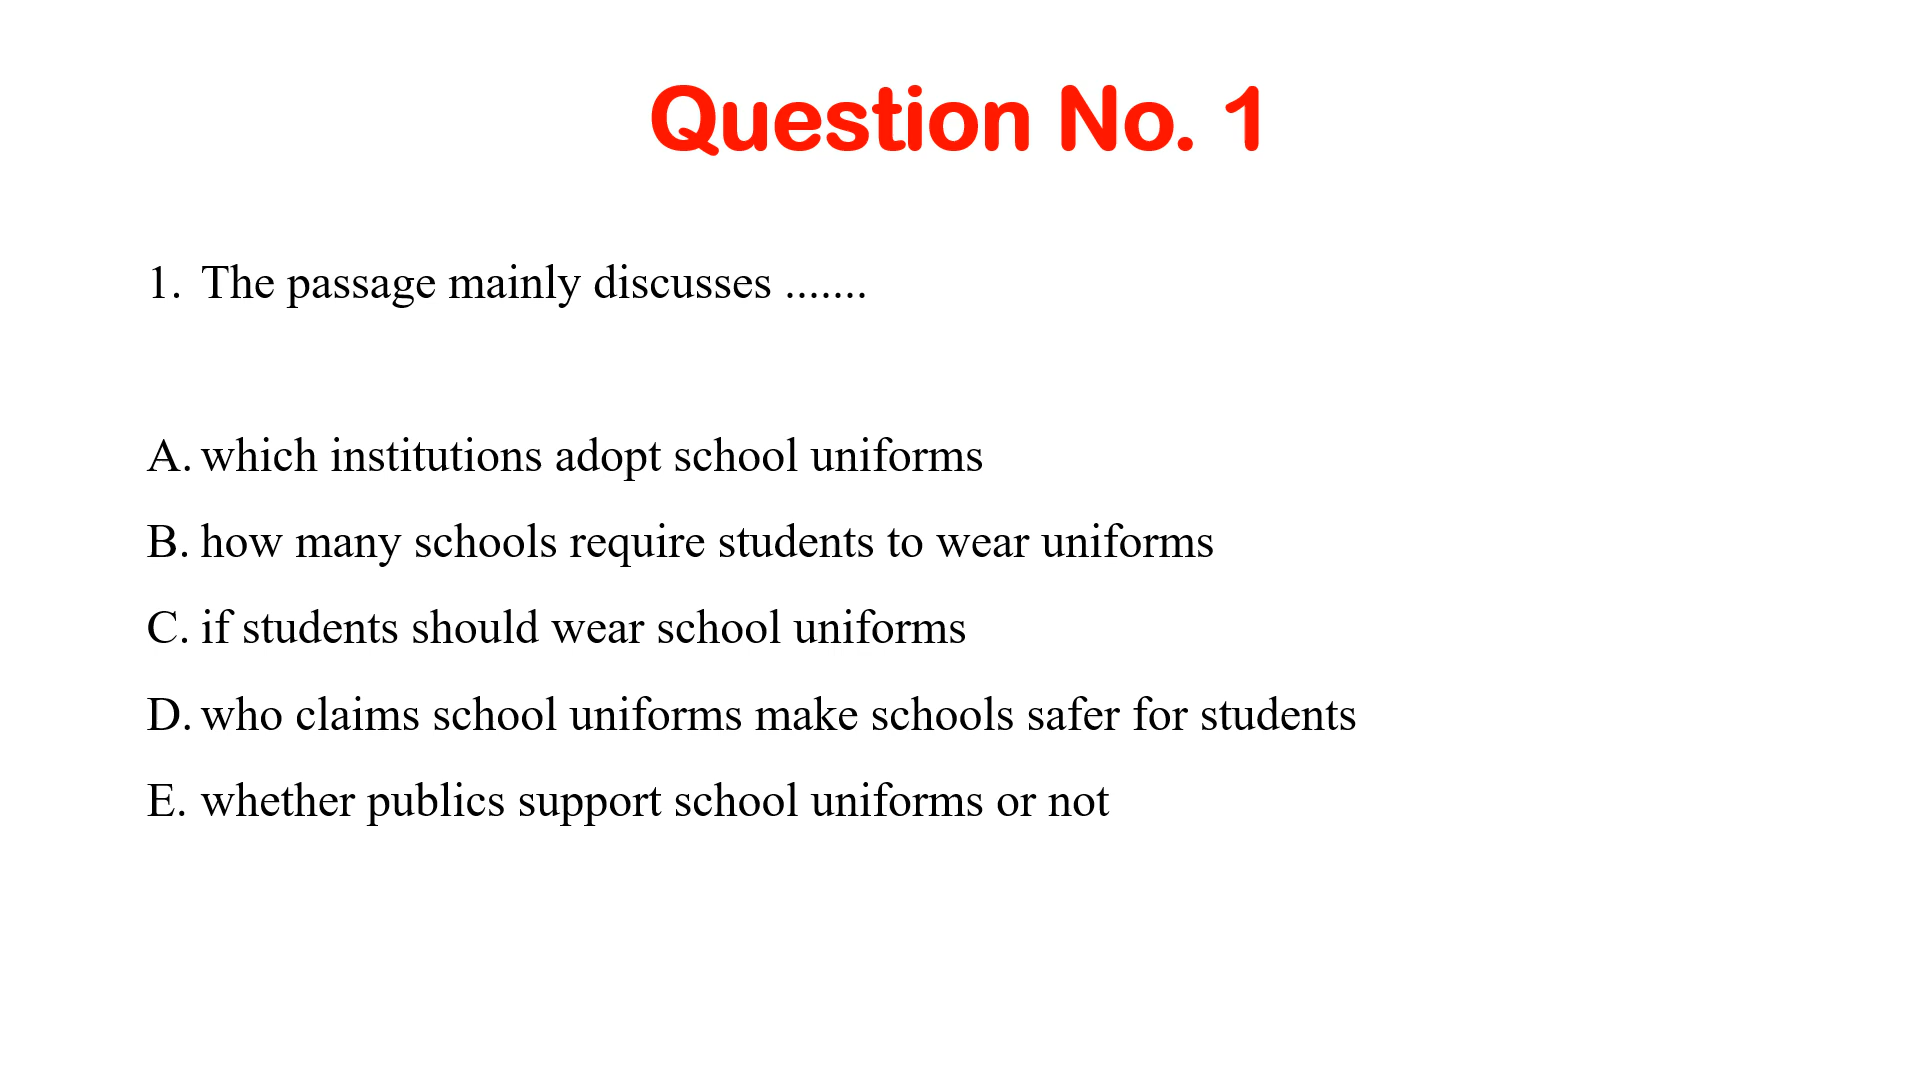 Question No. 1
1. The passage mainly discusses .......
A. which institutions adopt school uniforms
B. how many schools require students to wear uniforms
C. if students should wear school uniforms
D. who claims school uniforms make schools safer for students
E. whether publics support school uniforms or not